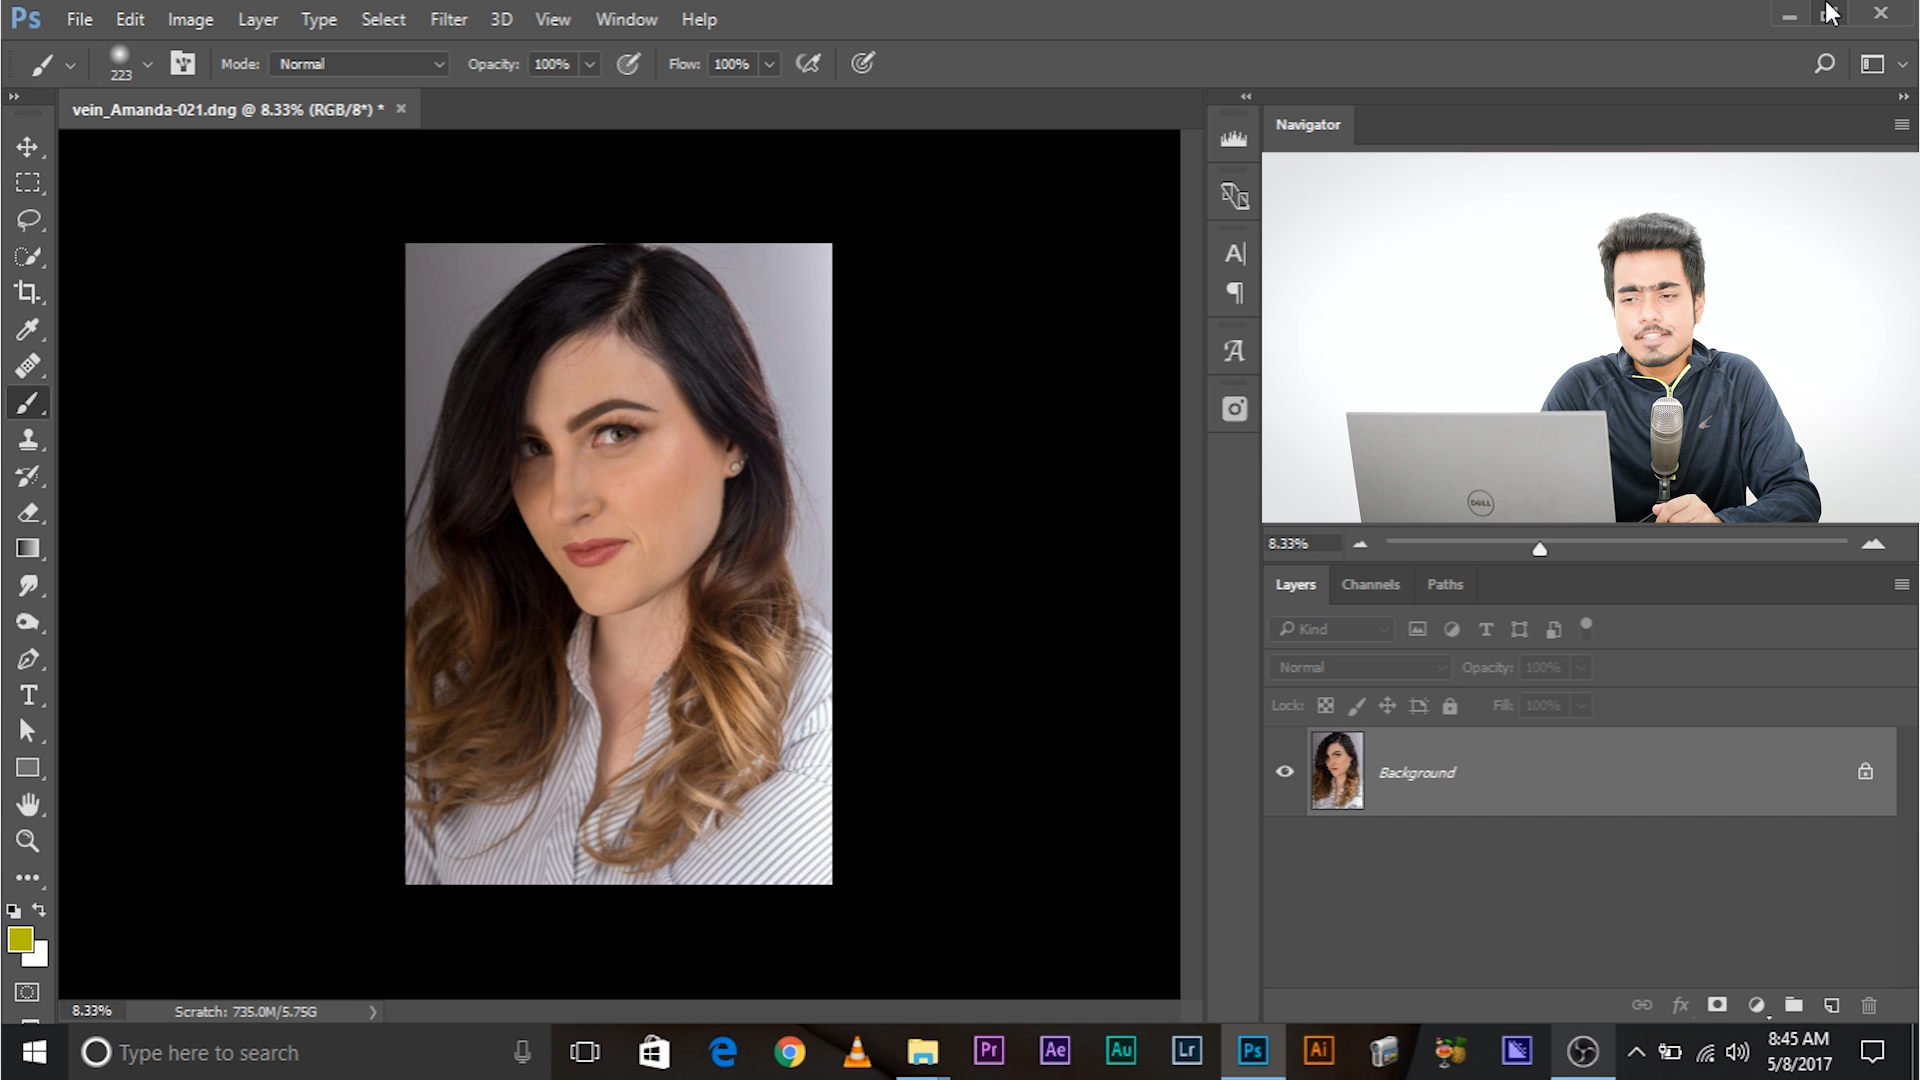 Ps File Edit Image Layer Type Select Filter 3D View Window Help
223 Mode: Normal Opacity: 100% Flow: 100%
vein_Amanda-021.dng @ 8.33% (RGB/8*) * ×
Navigator
DELL
8.33%
Layers Channels Paths
Kind
Normal Opacity: 100%
Lock: Fill: 100%
Background
fx
8.33% Scratch: 735.0M/5.75G
Type here to search
Pr Ae Au Lr Ps Ai
8:45 AM
5/8/2017